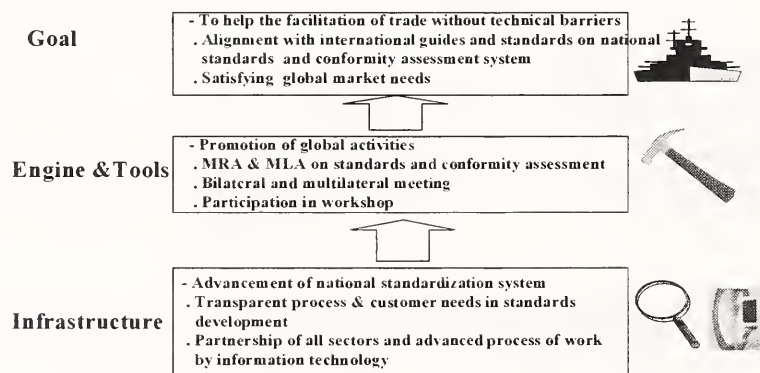 Goal
- To help the facilitation of trade without technical barriers
. Alignment with international guides and standards on national
standards and conformity assessment system
. Satisfying global market needs
Engine &Tools
- Promotion of global activities
. MRA & MLA on standards and conformity assessment
. Bilateral and multilateral meeting
. Participation in workshop
Infrastructure
- Advancement of national standardization system
. Transparent process & customer needs in standards
development
. Partnership of all sectors and advanced process of work
by information technology